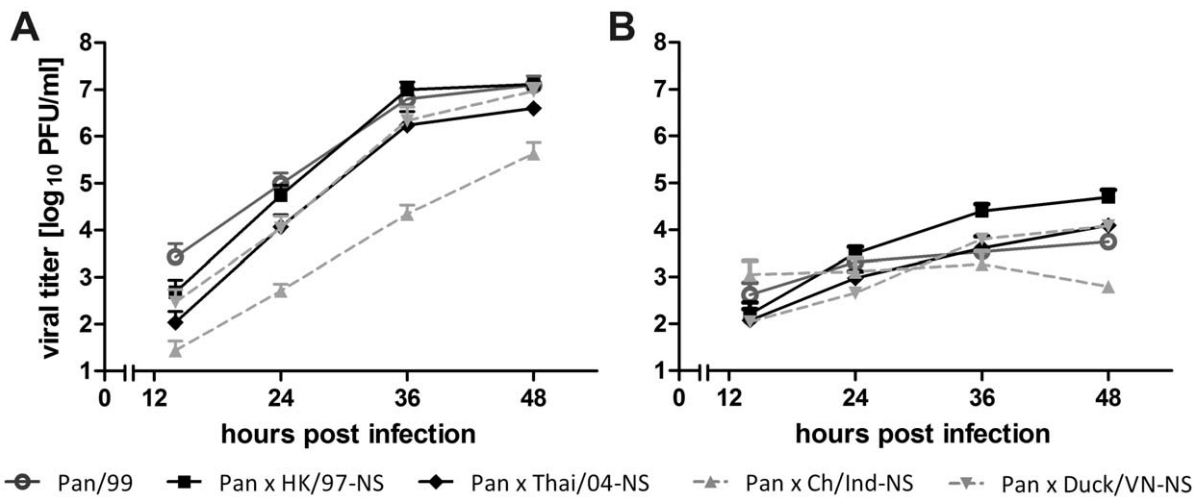 A
B
viral titer [log10 PFU/ml]
8
7
6
5
4
3
2
1
0 12 24 36 48
hours post infection
8
7
6
5
4
3
2
1
0 12 24 36 48
hours post infection
Pan/99 Pan x HK/97-NS Pan x Thai/04-NS Pan x Ch/Ind-NS Pan x Duck/VN-NS